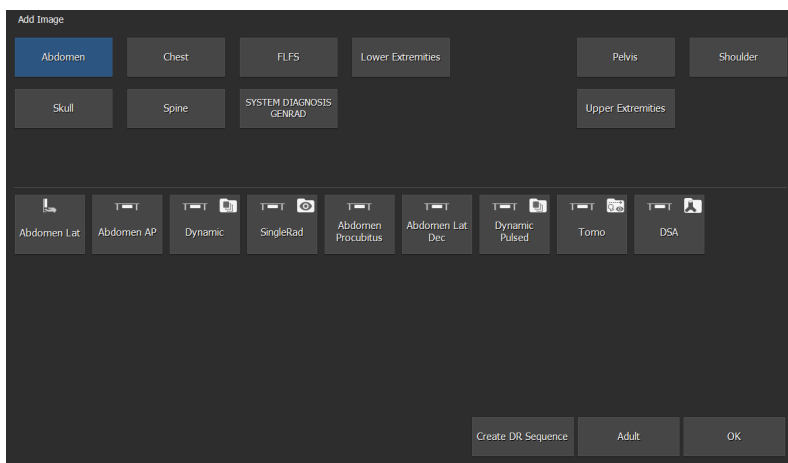 Add Image
Abdomen
Chest
FLFS
Lower Extremities
Pelvis
Shoulder
Skull
Spine
SYSTEM DIAGNOSIS
GENRAD
Upper Extremities
Abdomen Lat
Abdomen AP
Dynamic
SingleRad
Abdomen
Procubitus
Abdomen Lat
Dec
Dynamic
Pulsed
Tomo
DSA
Create DR Sequence
Adult
OK